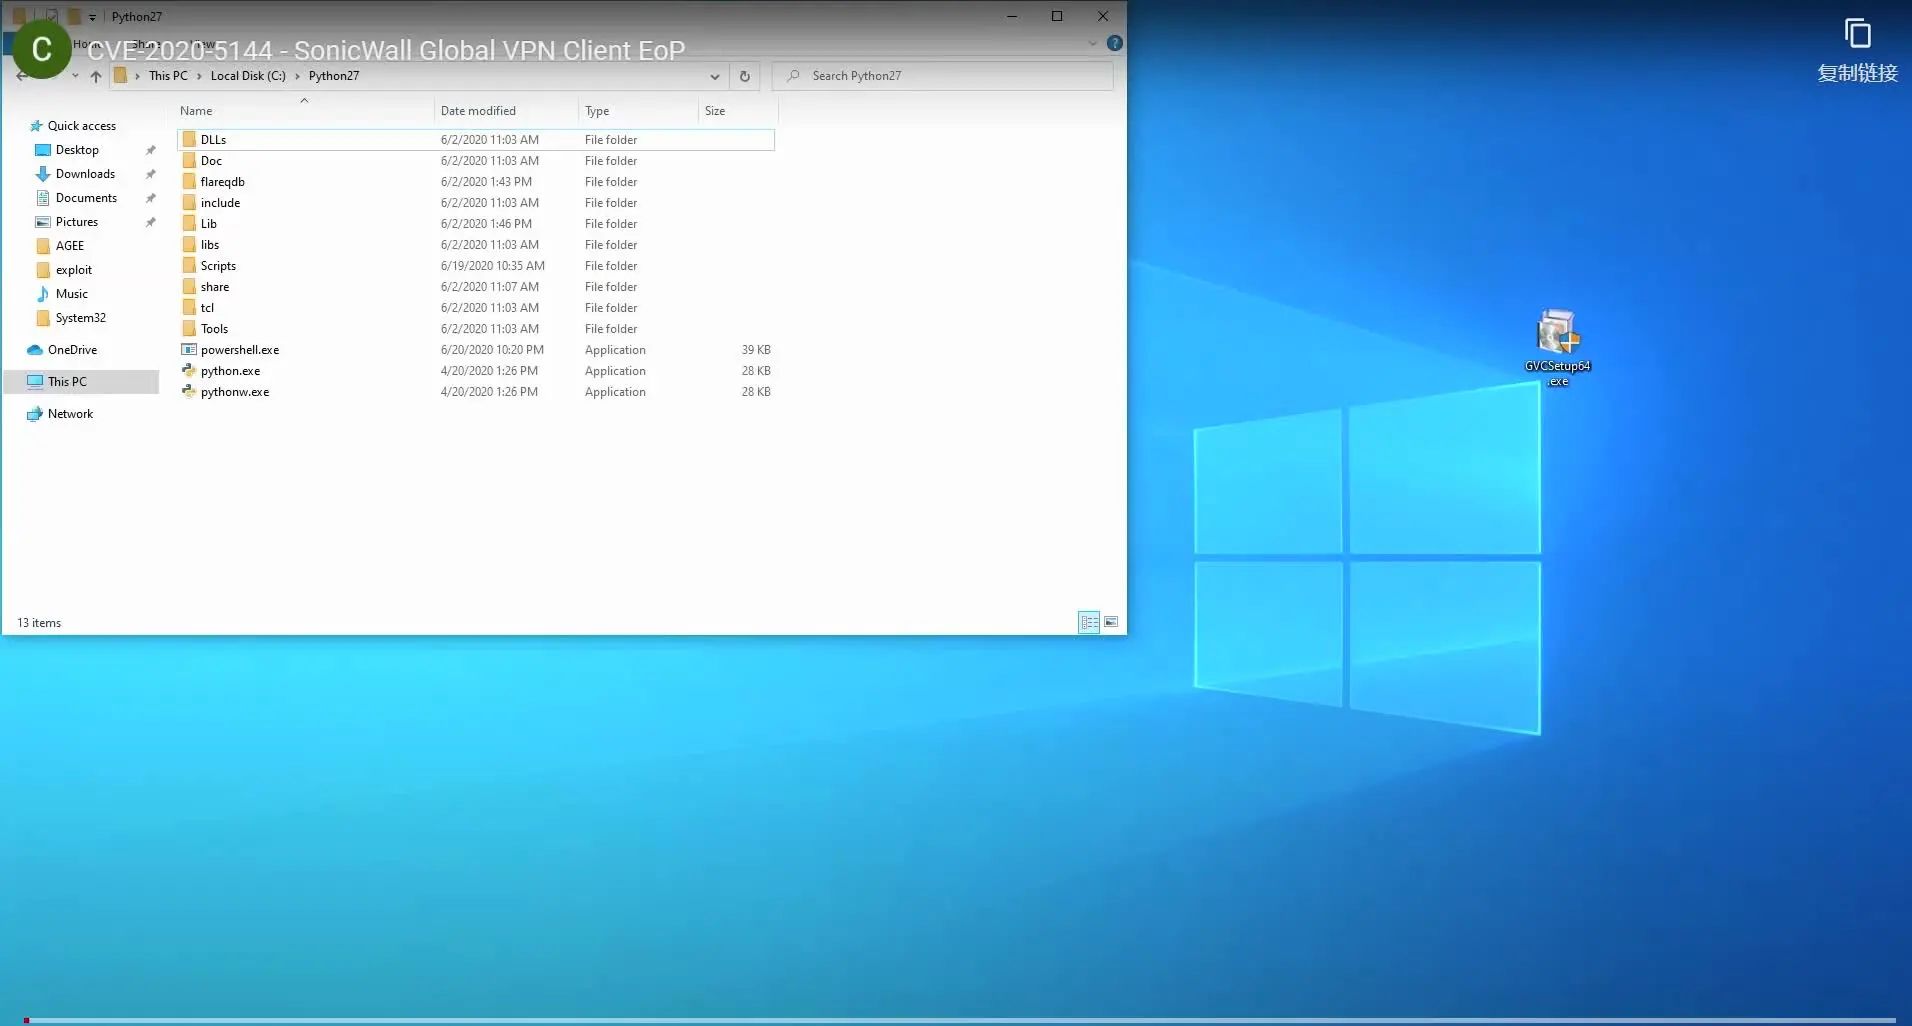 Python27
C
CVE-2020-5144 - SonicWall Global VPN Client EoP
Home Share View
This PC › Local Disk (C:) › Python27
Search Python27
复制链接
Name Date modified Type Size
Quick access
Desktop
Downloads
Documents
Pictures
AGEE
exploit
Music
System32
OneDrive
This PC
Network
DLLs 6/2/2020 11:03 AM File folder
Doc 6/2/2020 11:03 AM File folder
flareqdb 6/2/2020 1:43 PM File folder
include 6/2/2020 11:03 AM File folder
Lib 6/2/2020 1:46 PM File folder
libs 6/2/2020 11:03 AM File folder
Scripts 6/19/2020 10:35 AM File folder
share 6/2/2020 11:07 AM File folder
tcl 6/2/2020 11:03 AM File folder
Tools 6/2/2020 11:03 AM File folder
powershell.exe 6/20/2020 10:20 PM Application 39 KB
python.exe 4/20/2020 1:26 PM Application 28 KB
pythonw.exe 4/20/2020 1:26 PM Application 28 KB
GVCSetup64
.exe
13 items